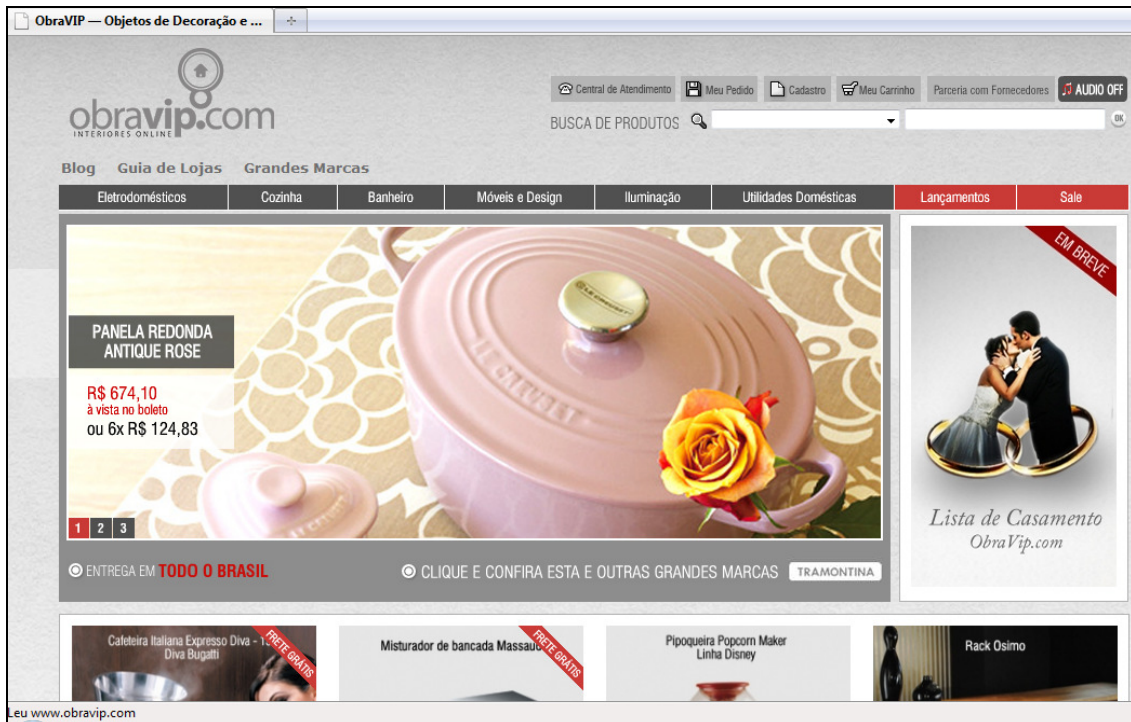 ObraVIP — Objetos de Decoração e ...
obravip.com
INTERIORES ONLINE
Central de Atendimento
Meu Pedido
Cadastro
Meu Carrinho
Parceria com Fornecedores
AUDIO OFF
BUSCA DE PRODUTOS
OK
Blog
Guia de Lojas
Grandes Marcas
Eletrodomésticos
Cozinha
Banheiro
Móveis e Design
Iluminação
Utilidades Domésticas
Lançamentos
Sale
PANELA REDONDA
ANTIQUE ROSE
R$ 674,10
à vista no boleto
ou 6x R$ 124,83
LE CREUSET
LE CREUSET
1 2 3
EM BREVE
Lista de Casamento
ObraVip.com
ENTREGA EM TODO O BRASIL
CLIQUE E CONFIRA ESTA E OUTRAS GRANDES MARCAS
TRAMONTINA
Cafeteira Italiana Expresso Diva -
Diva Bugatti
FRETE GRÁTIS
Misturador de bancada
FRETE GRÁTIS
Pipoqueira Popcorn Maker
Linha Disney
Rack Osimo
Leu www.obravip.com